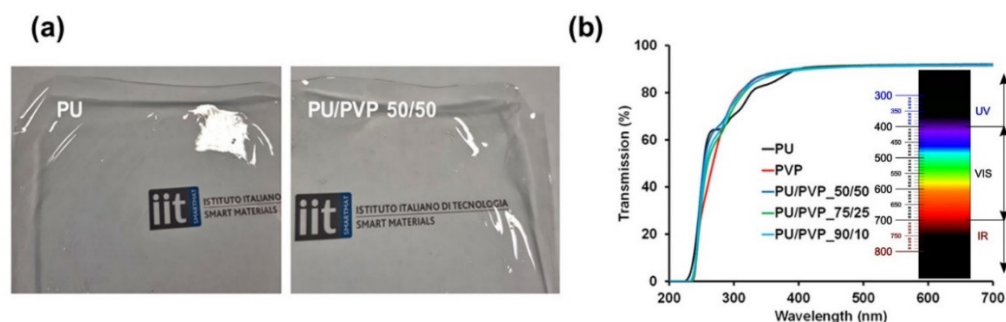 (a)
PU
iit
SMARTMAT
ISTITUTO ITALIANO
SMART MATERIALS
PU/PVP 50/50
iit
SMARTMAT
ISTITUTO ITALIANO DI TECNOLOGIA
SMART MATERIALS
(b)
Transmission (%)
100
80
60
40
20
0
200
300
400
500
600
700
Wavelength (nm)
PU
PVP
PU/PVP_50/50
PU/PVP_75/25
PU/PVP_90/10
300
350
400
450
500
550
600
650
700
750
800
UV
VIS
IR